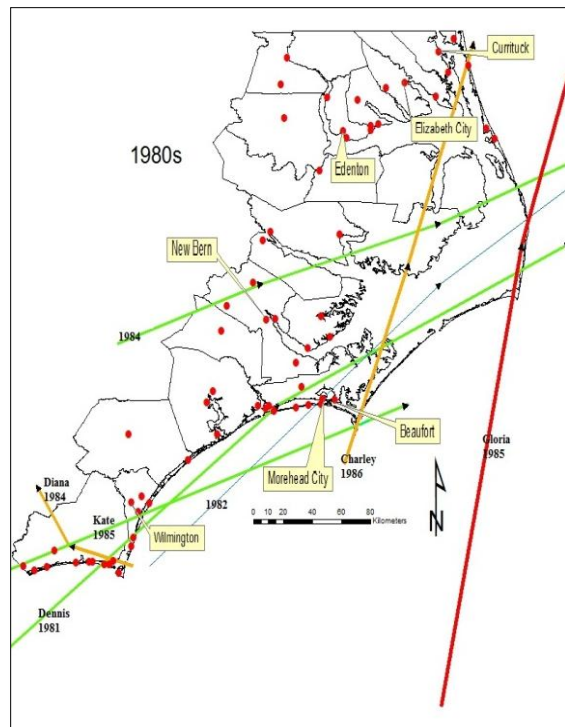 Currituck
Elizabeth City
1980s
Edenton
New Bern
1984
Beaufort
Gloria
1985
Charley
1986
Morehead City
Diana
1984
1982
Kate
1985
0 10 20 40 60 80
Kilometers
N
Wilmington
Dennis
1981